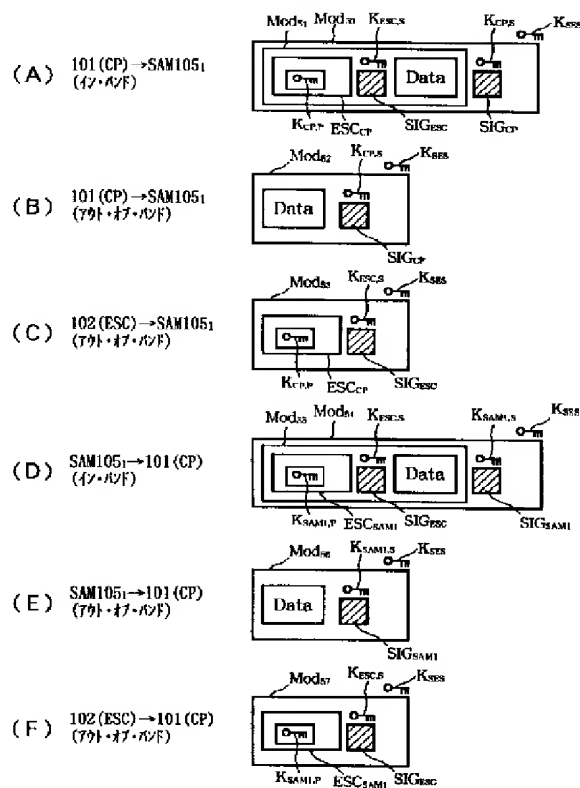 Mod₅₁ Mod₅₀ K_ESC,S K_CP,S K_SES
(A) 101(CP)→SAM105₁
(イン・バンド)
Data
K_CP,P ESC_CP SIG_ESC SIG_CP
Mod₅₂ K_CP,S K_SES
(B) 101(CP)→SAM105₁
(アウト・オブ・バンド)
Data
SIG_CP
K_ESC,S K_SES
(C) 102(ESC)→SAM105₁
(アウト・オブ・バンド)
K_CP,P ESC_CP SIG_ESC
K_ESC,S K_SAM1,S K_SES
(D) SAM105₁→101(CP)
(イン・バンド)
Data
K_SAM1,P ESC_SAM1 SIG_ESC SIG_SAM1
K_SAM1,S K_SES
(E) SAM105₁→101(CP)
(アウト・オブ・バンド)
Data
SIG_SAM1
Mod₅₇ K_ESC,S K_SES
(F) 102(ESC)→101(CP)
(アウト・オブ・バンド)
K_SAM1,P ESC_SAM1 SIG_ESC